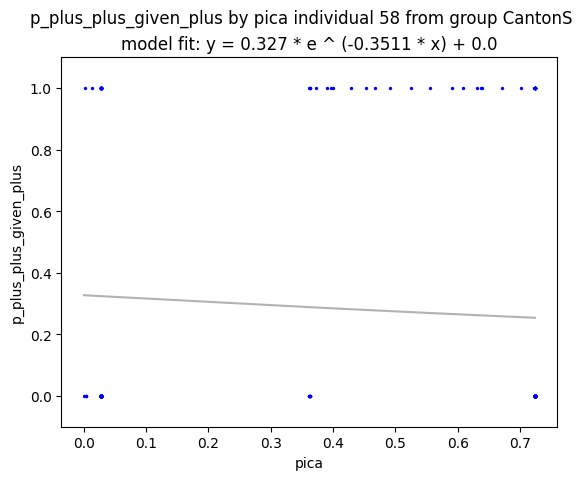 p_plus_plus_given_plus by pica individual 58 from group CantonS
model fit: y = 0.327 * e ^ (-0.3511 * x) + 0.0
1.0
0.8
0.6
0.4
0.2
0.0
p_plus_plus_given_plus
0.0 0.1 0.2 0.3 0.4 0.5 0.6 0.7
pica